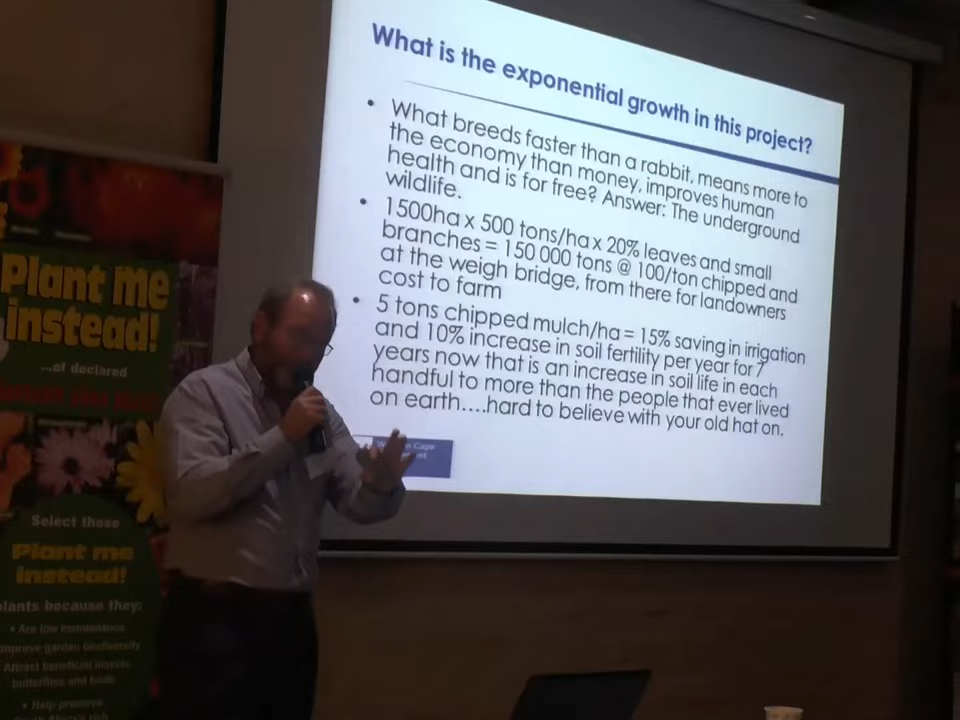 What is the exponential growth in this project?
• What breeds faster than a rabbit, means more to
the economy than money, improves human
health and is for free? Answer: The underground
wildlife.
• 1500ha x 500 tons/ha x 20% leaves and small
branches = 150 000 tons @ 100/ton chipped and
at the weigh bridge, from there for landowners
cost to farm
• 5 tons chipped mulch/ha = 15% saving in irrigation
and 10% increase in soil fertility per year for 7
years now that is an increase in soil life in each
handful to more than the people that ever lived
on earth....hard to believe with your old hat on.
Cape
Plant me
instead!
...of declared
Select these
Plant me
instead!
plants because they:
• Are low maintenance
Improve garden biodiversity
Attract beneficial insects
butterflies and birds
• Help preserve